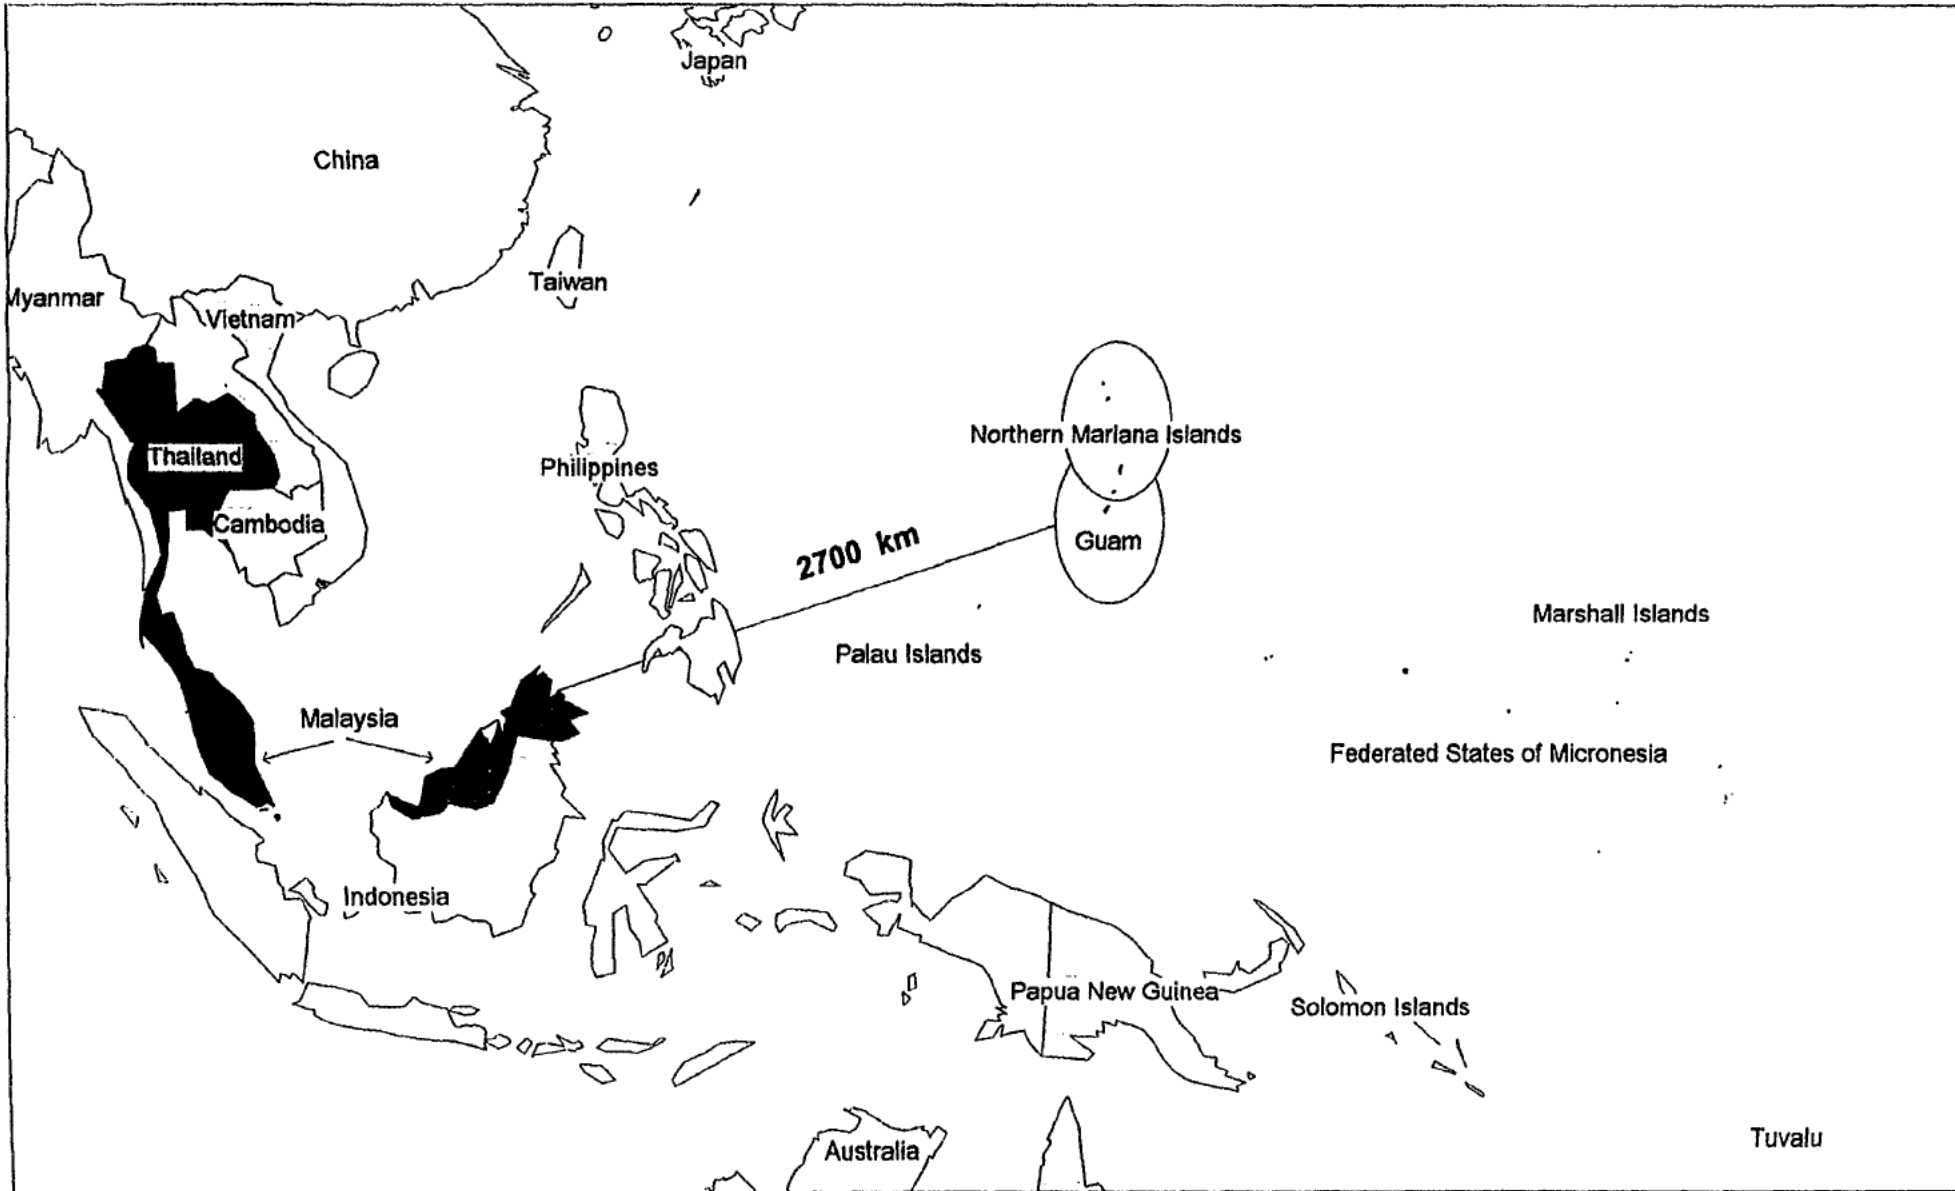 Japan
China
Taiwan
Myanmar
Vietnam
Northern Mariana Islands
Thailand
Philippines
Cambodia
2700 km
Guam
Marshall Islands
Palau Islands
Malaysia
Federated States of Micronesia
Indonesia
Papua New Guinea
Solomon Islands
Tuvalu
Australia